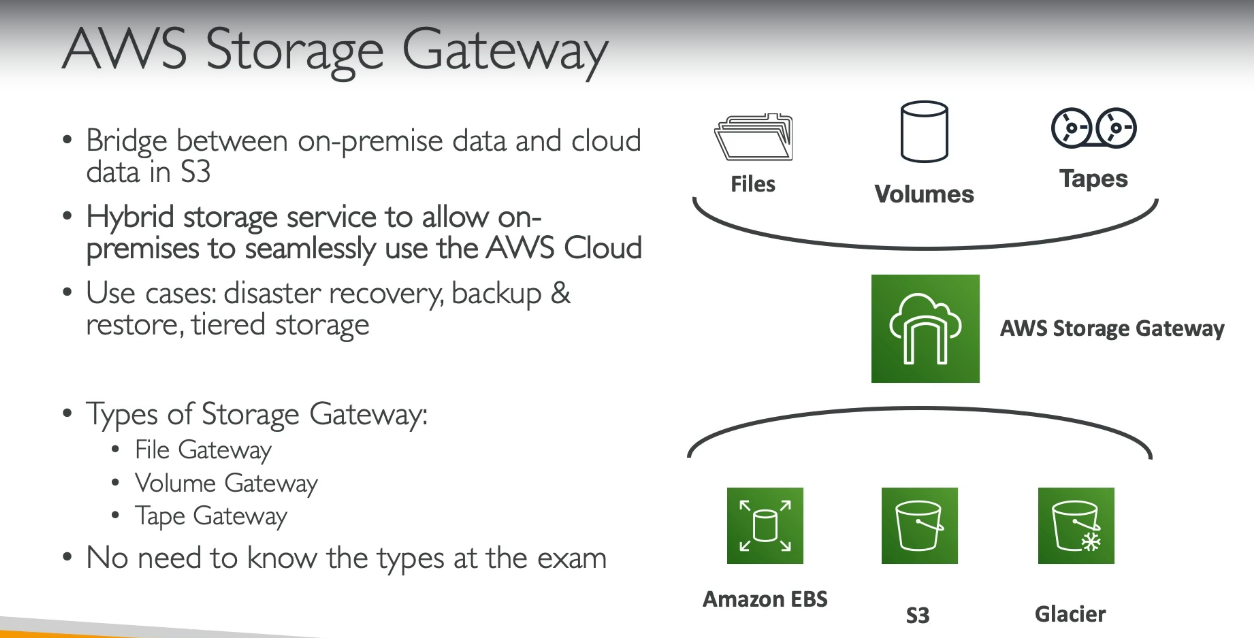 AWS Storage Gateway
• Bridge between on-premise data and cloud
data in S3
• Hybrid storage service to allow on-
premises to seamlessly use the AWS Cloud
• Use cases: disaster recovery, backup &
restore, tiered storage
• Types of Storage Gateway:
• File Gateway
• Volume Gateway
• Tape Gateway
• No need to know the types at the exam
Files
Volumes
Tapes
AWS Storage Gateway
Amazon EBS
S3
Glacier